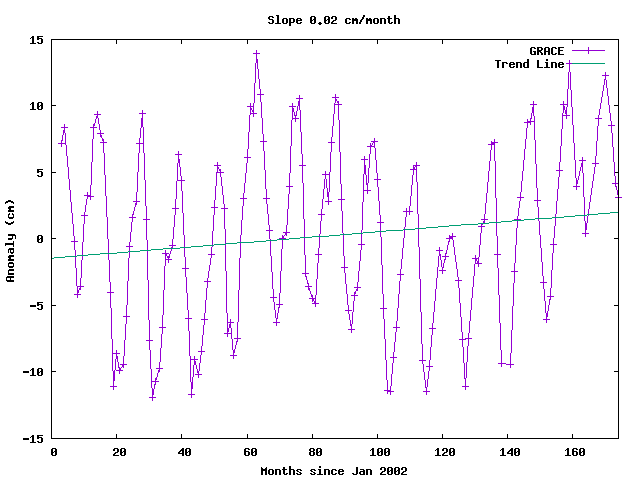 Slope 0.02 cm/month
GRACE
Trend Line
15
10
5
0
-5
-10
-15
Anomaly (cm)
0 20 40 60 80 100 120 140 160
Months since Jan 2002